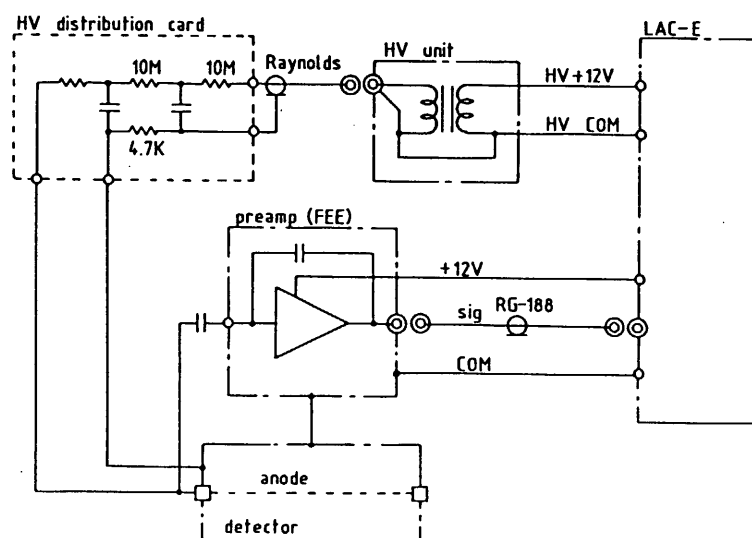 HV distribution card
LAC-E
10M
10M
Raynolds
HV unit
HV+12V
HV COM
4.7K
preamp (FEE)
+12V
sig
RG-188
COM
anode
detector